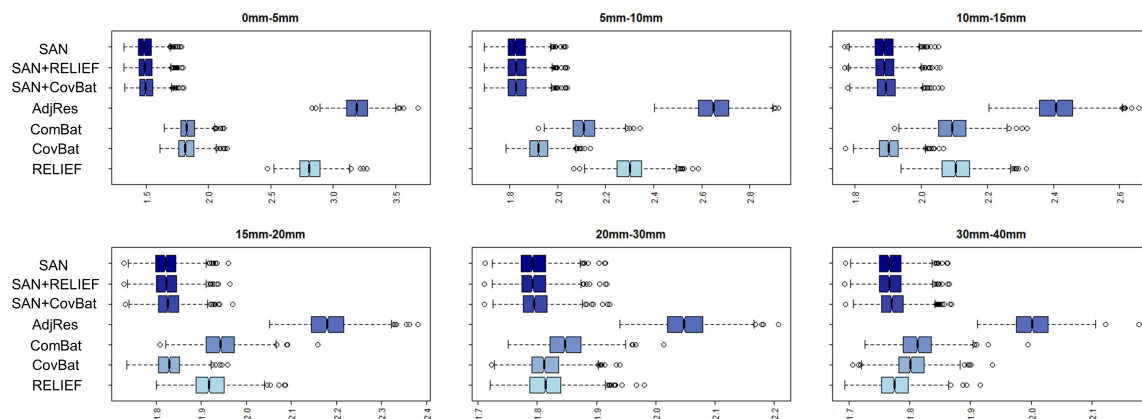 0mm-5mm 5mm-10mm 10mm-15mm
SAN
SAN+RELIEF
SAN+CovBat
AdjRes
ComBat
CovBat
RELIEF
1.5 2.0 2.5 3.0 3.5 1.8 2.0 2.2 2.4 2.6 2.8 1.8 2.0 2.2 2.4 2.6
15mm-20mm 20mm-30mm 30mm-40mm
SAN
SAN+RELIEF
SAN+CovBat
AdjRes
ComBat
CovBat
RELIEF
1.8 1.9 2.0 2.1 2.2 2.3 2.4 1.7 1.8 1.9 2.0 2.1 2.2 1.7 1.8 1.9 2.0 2.1